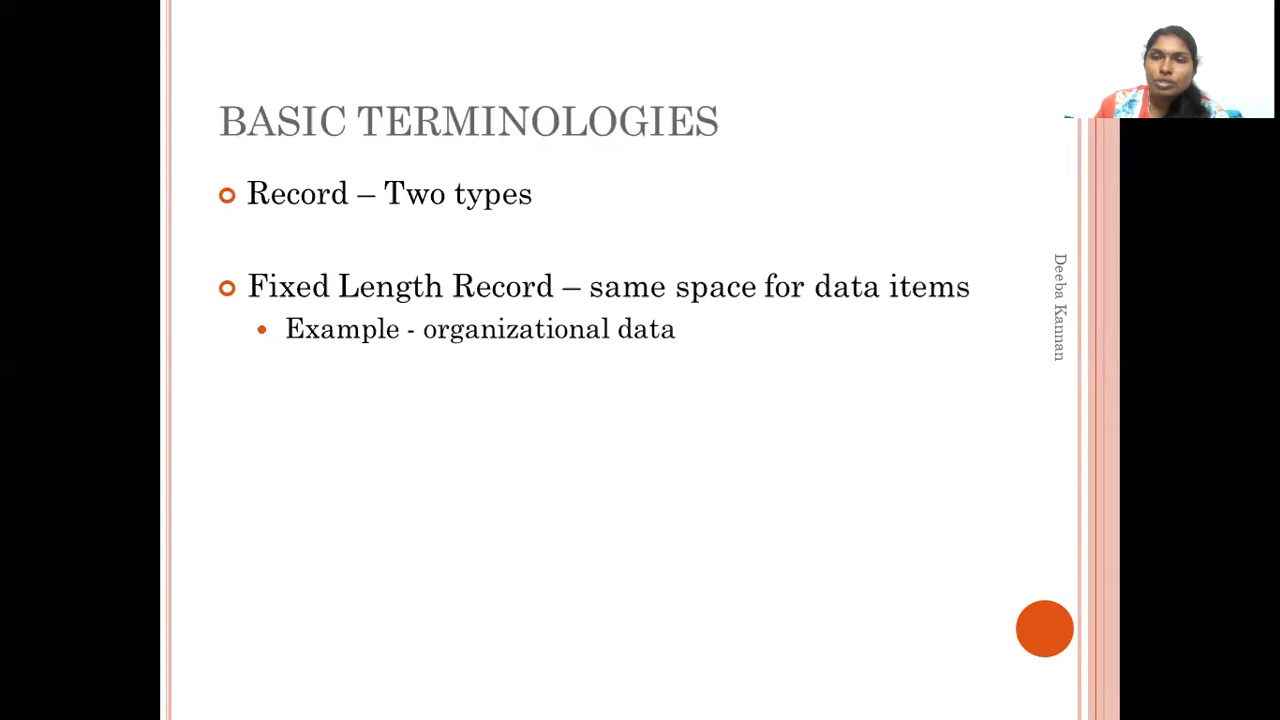 BASIC TERMINOLOGIES
Record – Two types
Fixed Length Record – same space for data items
Example - organizational data
Deeba Kannan